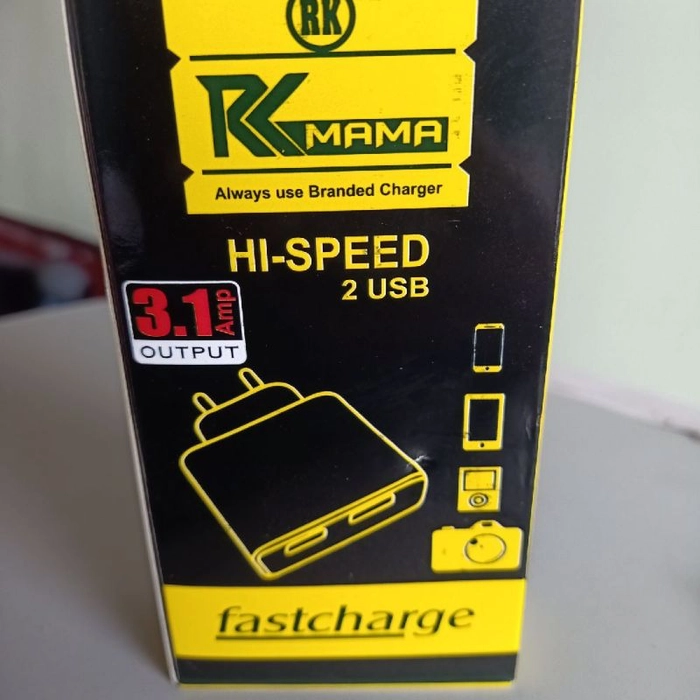 RK
RK MAMA
Always use Branded Charger
HI-SPEED
2 USB
3.1 Amp
OUTPUT
fastcharge